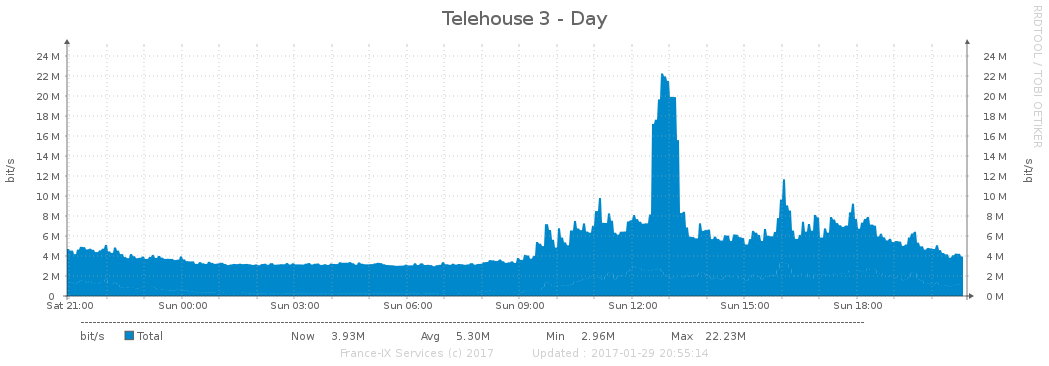 Telehouse 3 - Day
RRDTOOL / TOBI OETIKER
bit/s
bit/s
24 M 24 M
22 M 22 M
20 M 20 M
18 M 18 M
16 M 16 M
14 M 14 M
12 M 12 M
10 M 10 M
8 M 8 M
6 M 6 M
4 M 4 M
2 M 2 M
0 0 M
Sat 21:00 Sun 00:00 Sun 03:00 Sun 06:00 Sun 09:00 Sun 12:00 Sun 15:00 Sun 18:00
bit/s Total Now 3.93M Avg 5.30M Min 2.96M Max 22.23M
France-IX Services (c) 2017 Updated : 2017-01-29 20:55:14